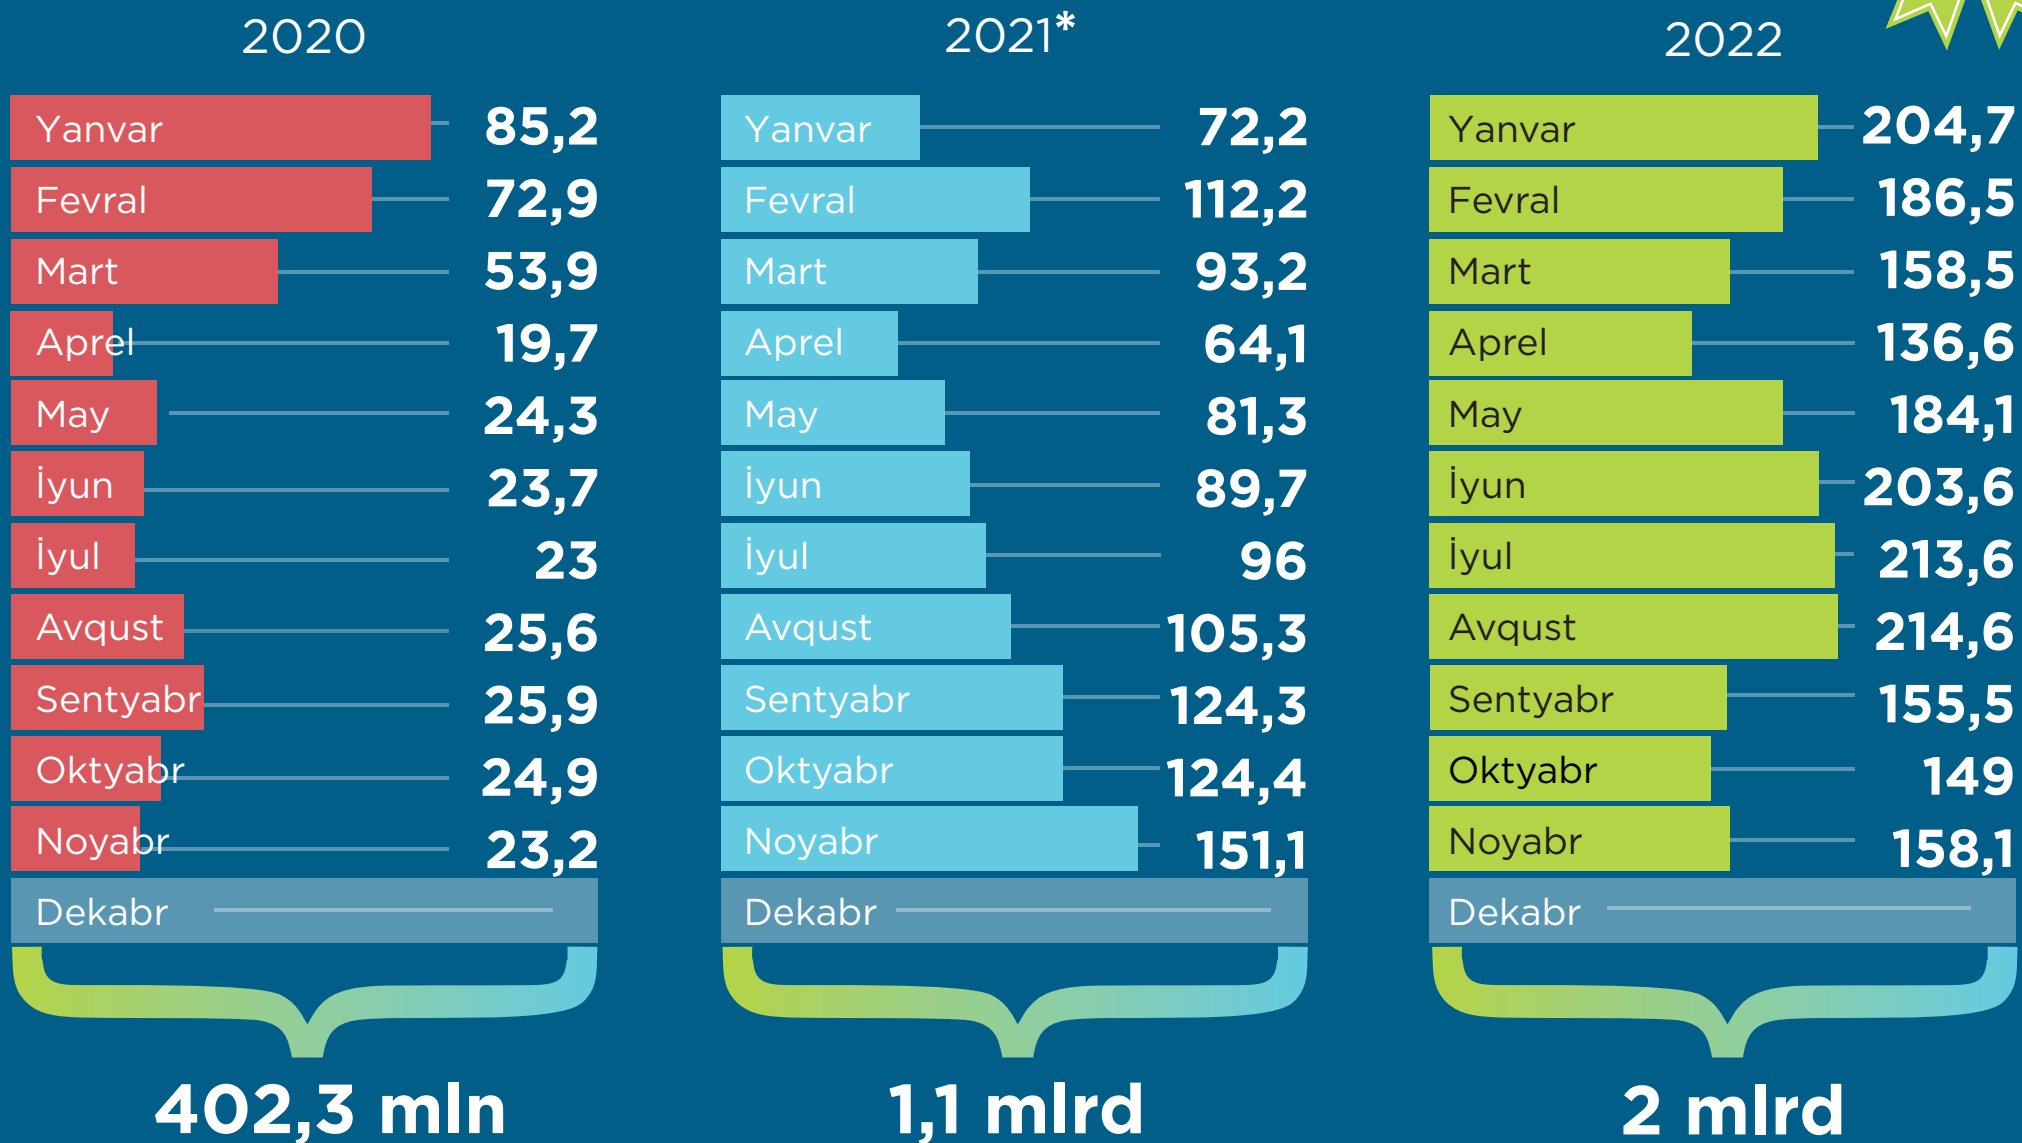 2020
Yanvar 85,2
Fevral 72,9
Mart 53,9
Aprel 19,7
May 24,3
İyun 23,7
İyul 23
Avqust 25,6
Sentyabr 25,9
Oktyabr 24,9
Noyabr 23,2
Dekabr
402,3 mln
2021*
Yanvar 72,2
Fevral 112,2
Mart 93,2
Aprel 64,1
May 81,3
İyun 89,7
İyul 96
Avqust 105,3
Sentyabr 124,3
Oktyabr 124,4
Noyabr 151,1
Dekabr
1,1 mlrd
2022
Yanvar 204,7
Fevral 186,5
Mart 158,5
Aprel 136,6
May 184,1
İyun 203,6
İyul 213,6
Avqust 214,6
Sentyabr 155,5
Oktyabr 149
Noyabr 158,1
Dekabr
2 mlrd